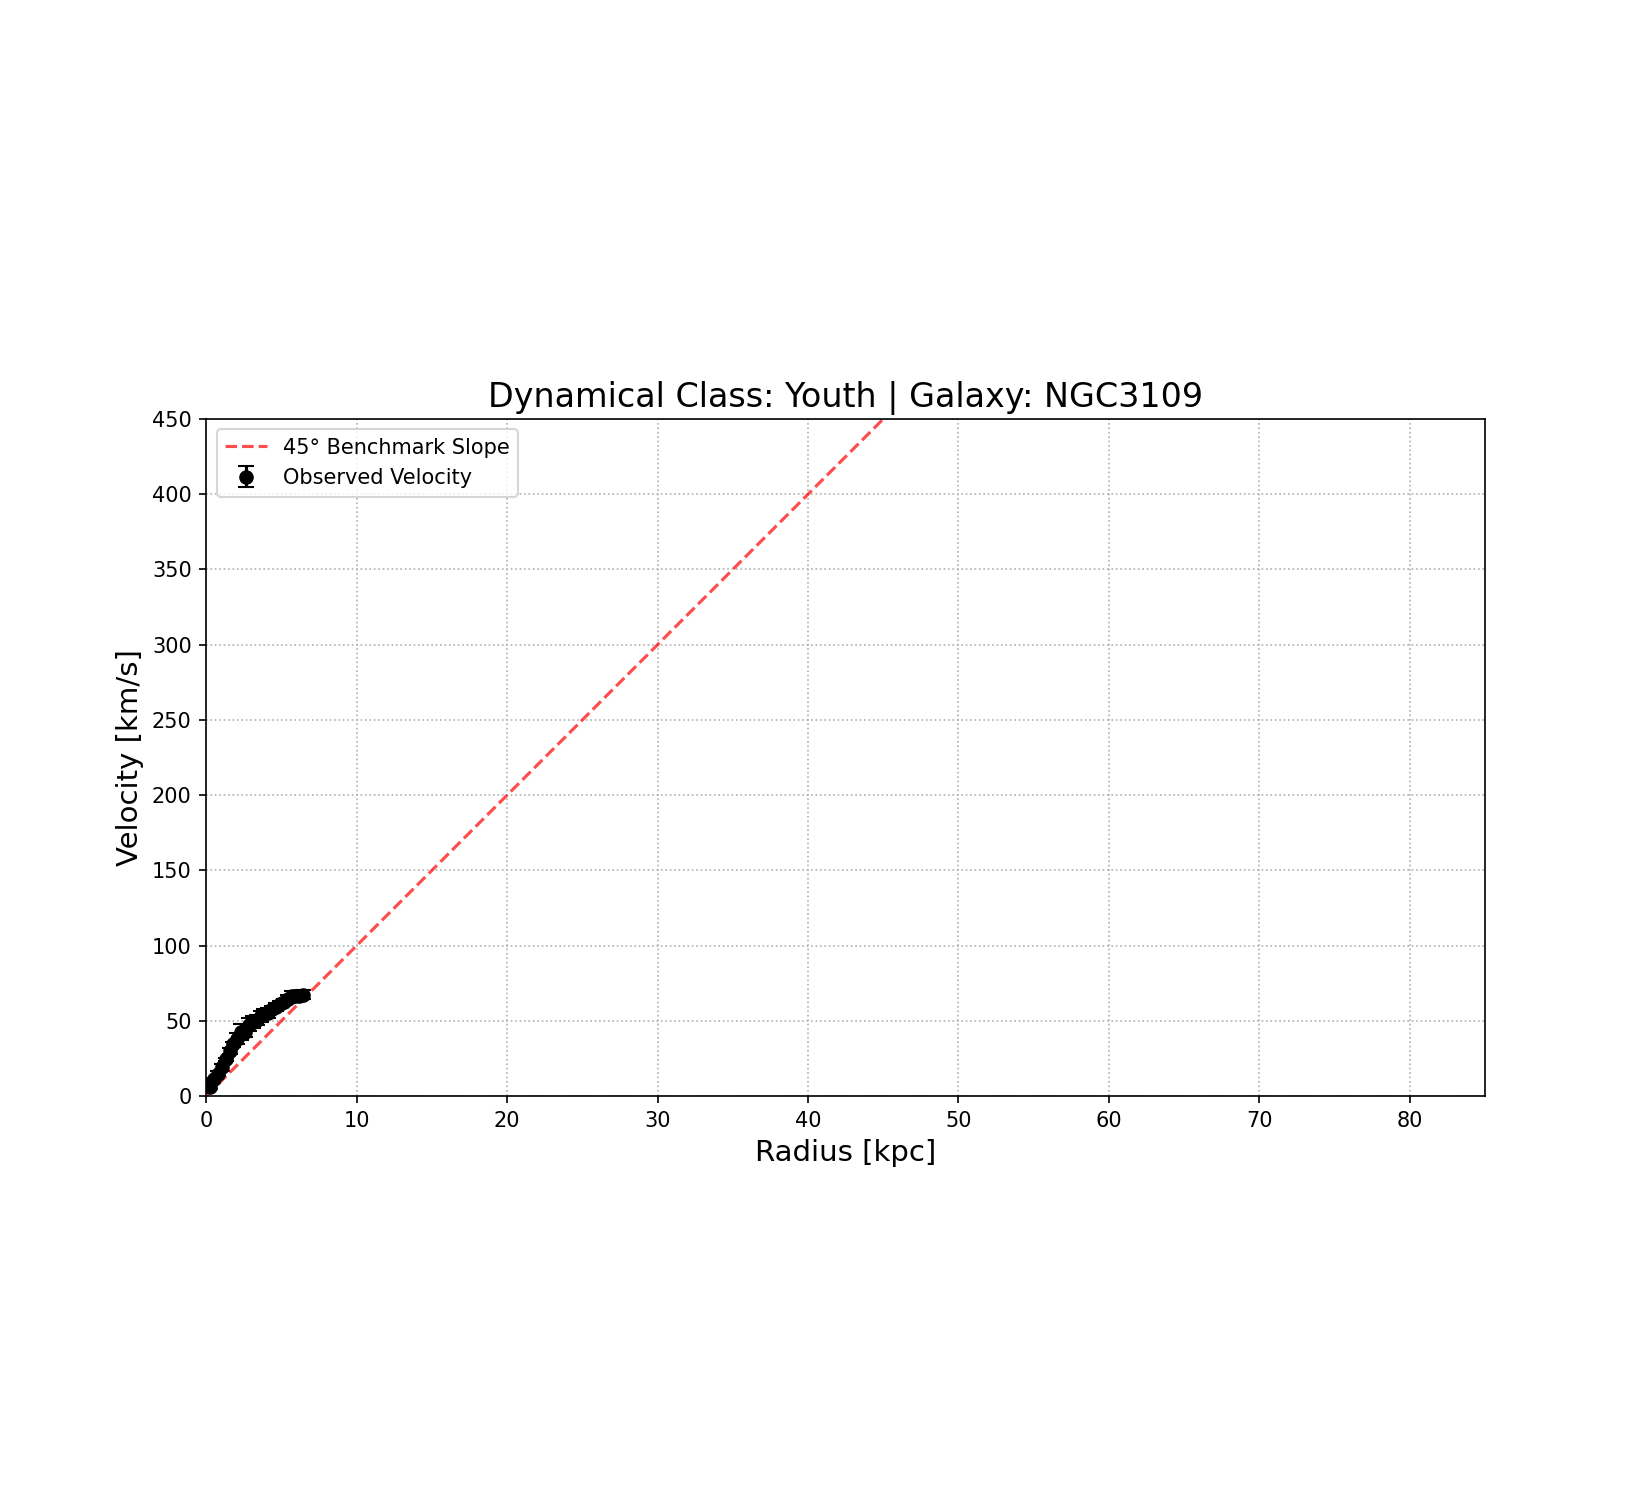 Dynamical Class: Youth | Galaxy: NGC3109
450
400
350
300
250
200
150
100
50
0
Velocity [km/s]
45° Benchmark Slope
Observed Velocity
0 10 20 30 40 50 60 70 80
Radius [kpc]